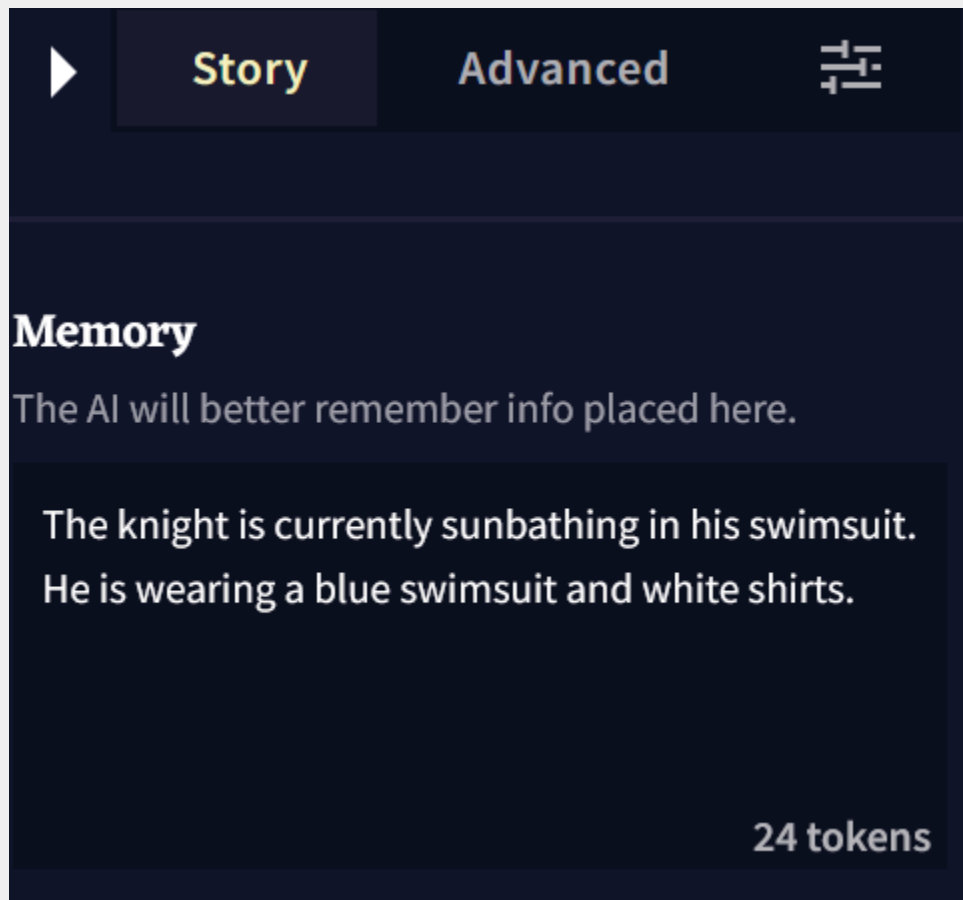 Story Advanced
Memory
The AI will better remember info placed here.
The knight is currently sunbathing in his swimsuit.
He is wearing a blue swimsuit and white shirts.
24 tokens